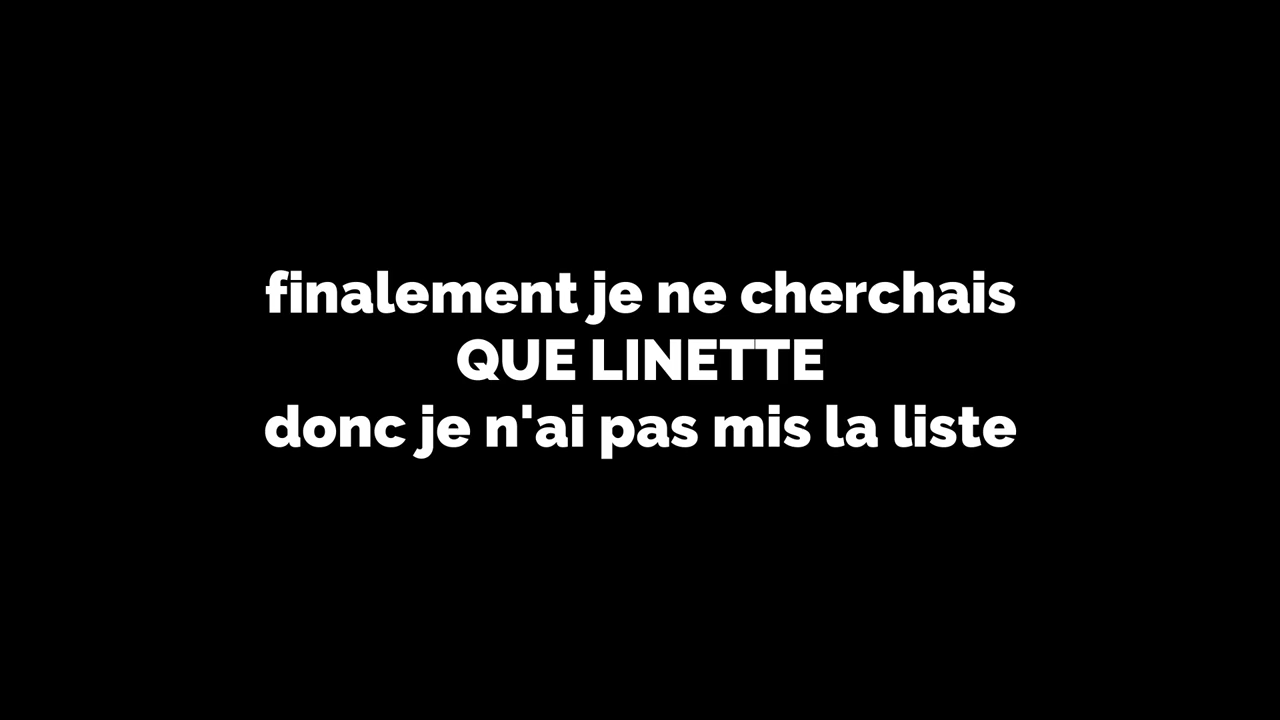 finalement je ne cherchais
QUE LINETTE
donc je n'ai pas mis la liste